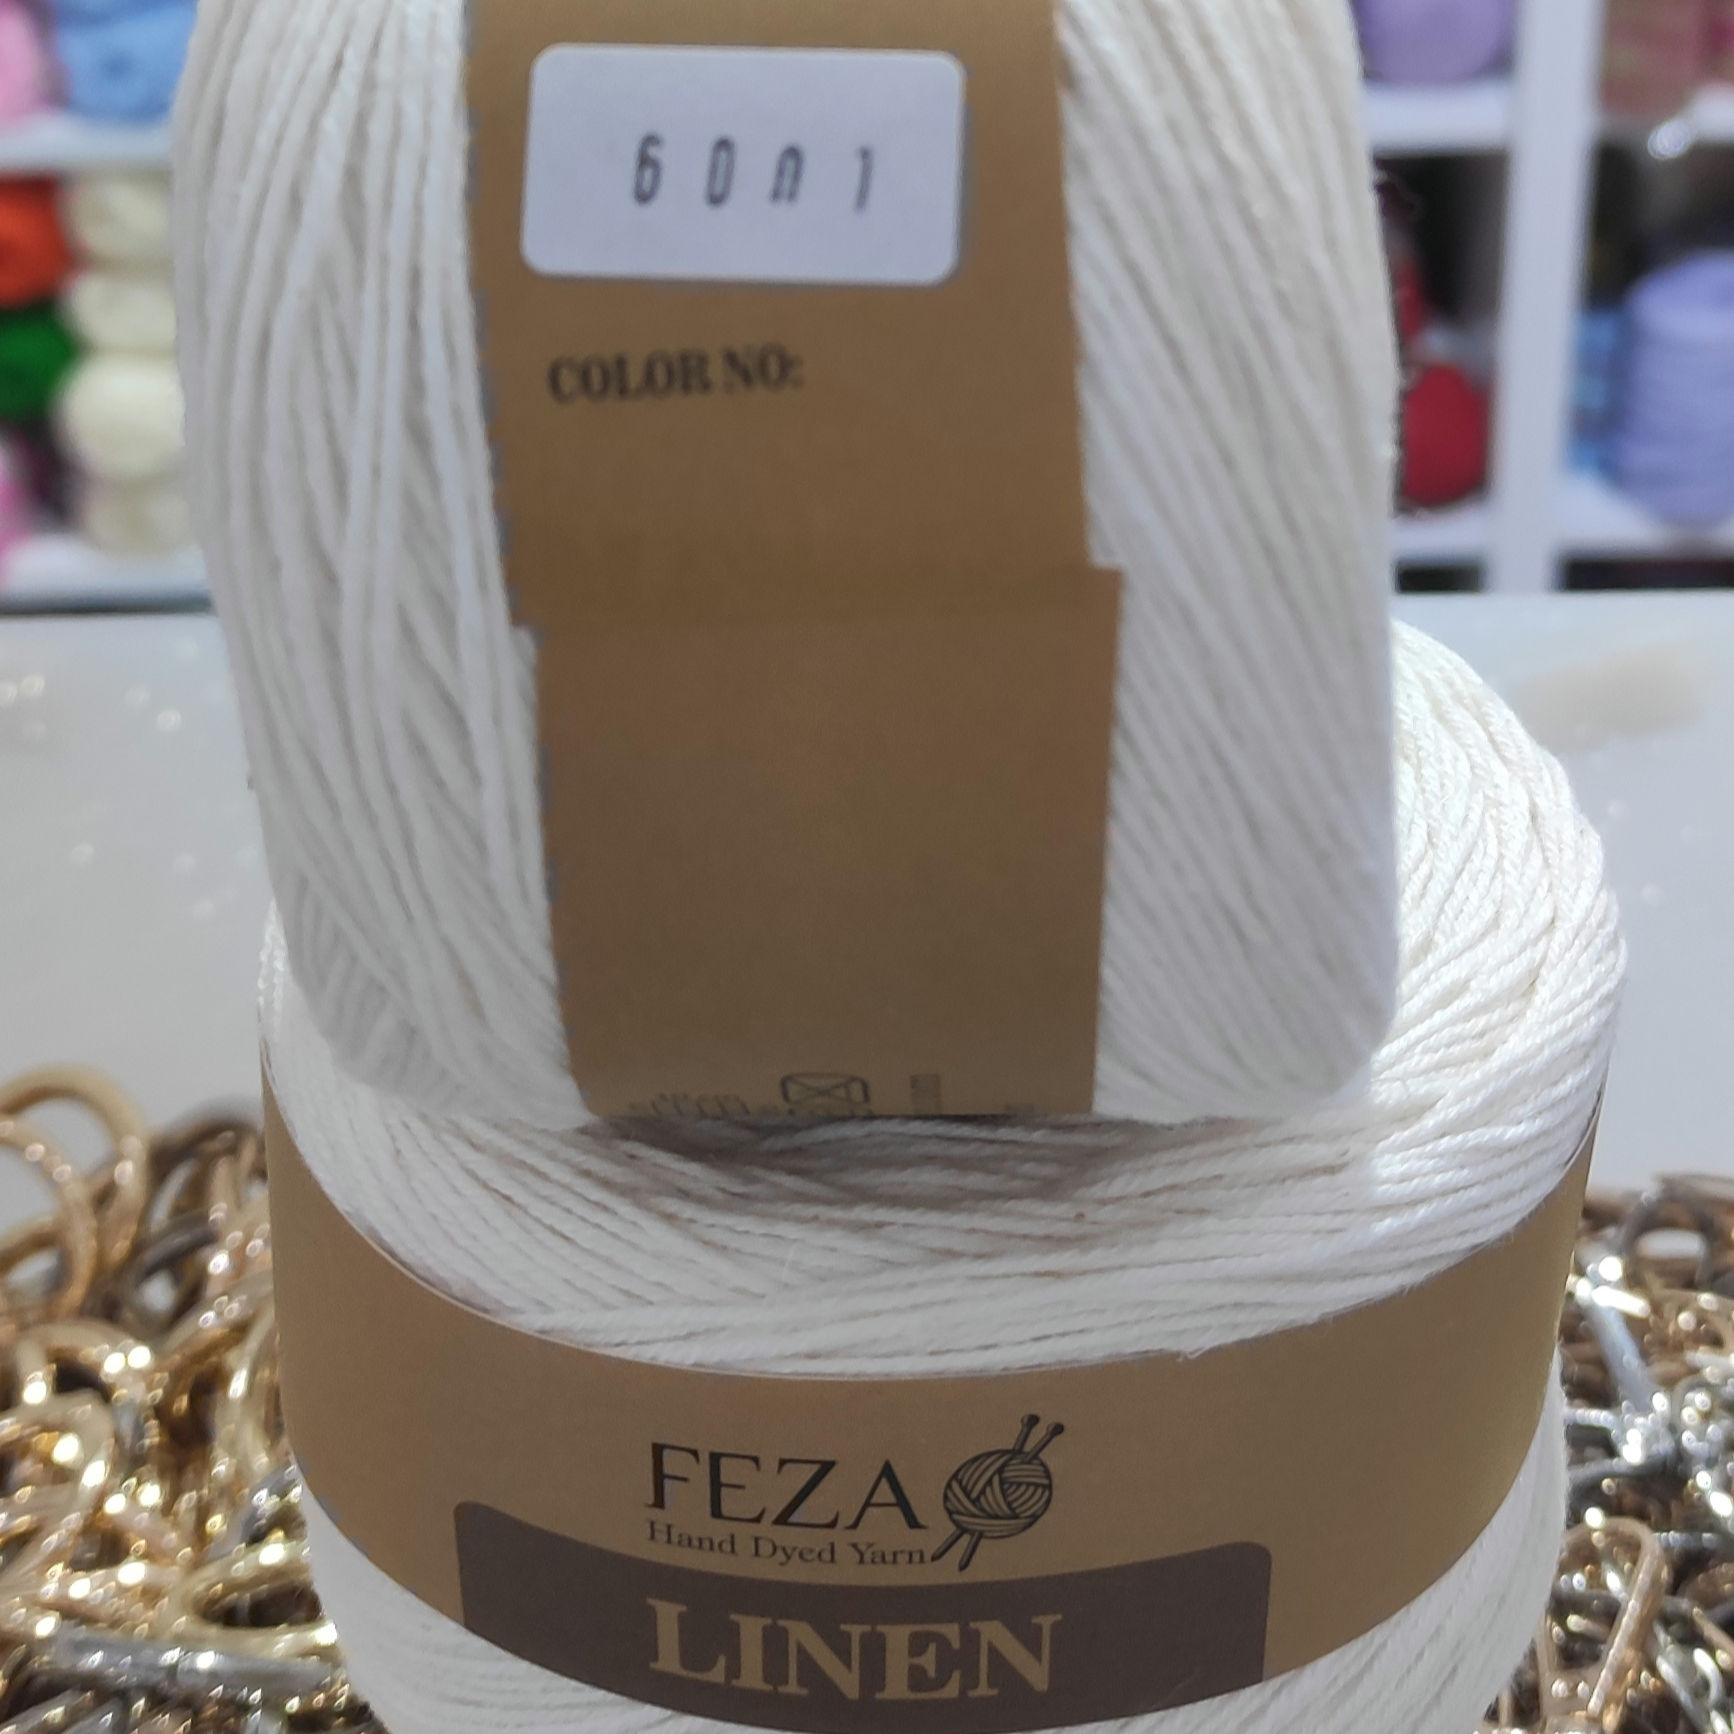 6001
COLOR NO:
FEZA
Hand Dyed Yarn
LINEN